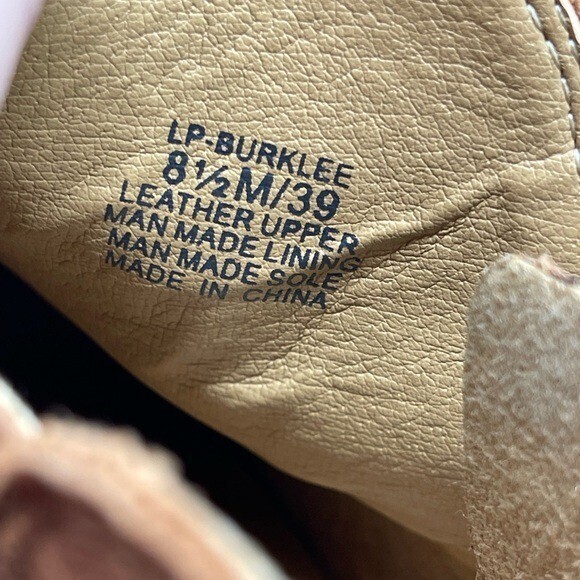 LP-BURKLEE
8½M/39
LEATHER UPPER
MAN MADE LINING
MAN MADE SOLE
MADE IN CHINA